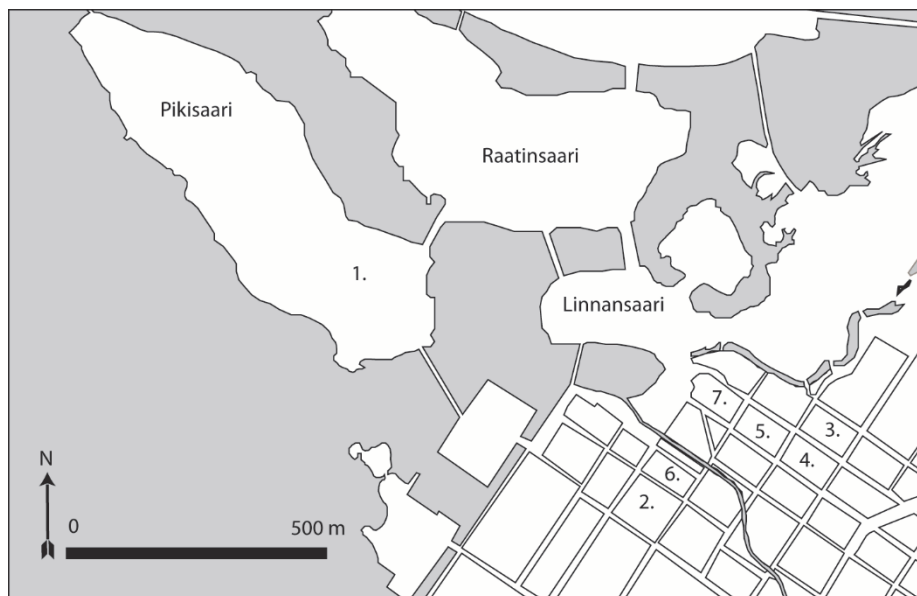 Pikisaari
Raatinsaari
1.
Linnansaari
7.
5.
3.
4.
6.
2.
N
0
500 m